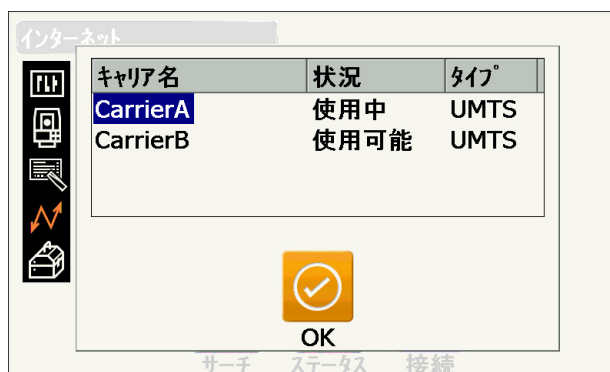 インターネット
キャリア名 状況 ﾀｲﾌﾟ
CarrierA 使用中 UMTS
CarrierB 使用可能 UMTS
OK
サーチ ステータス 接続